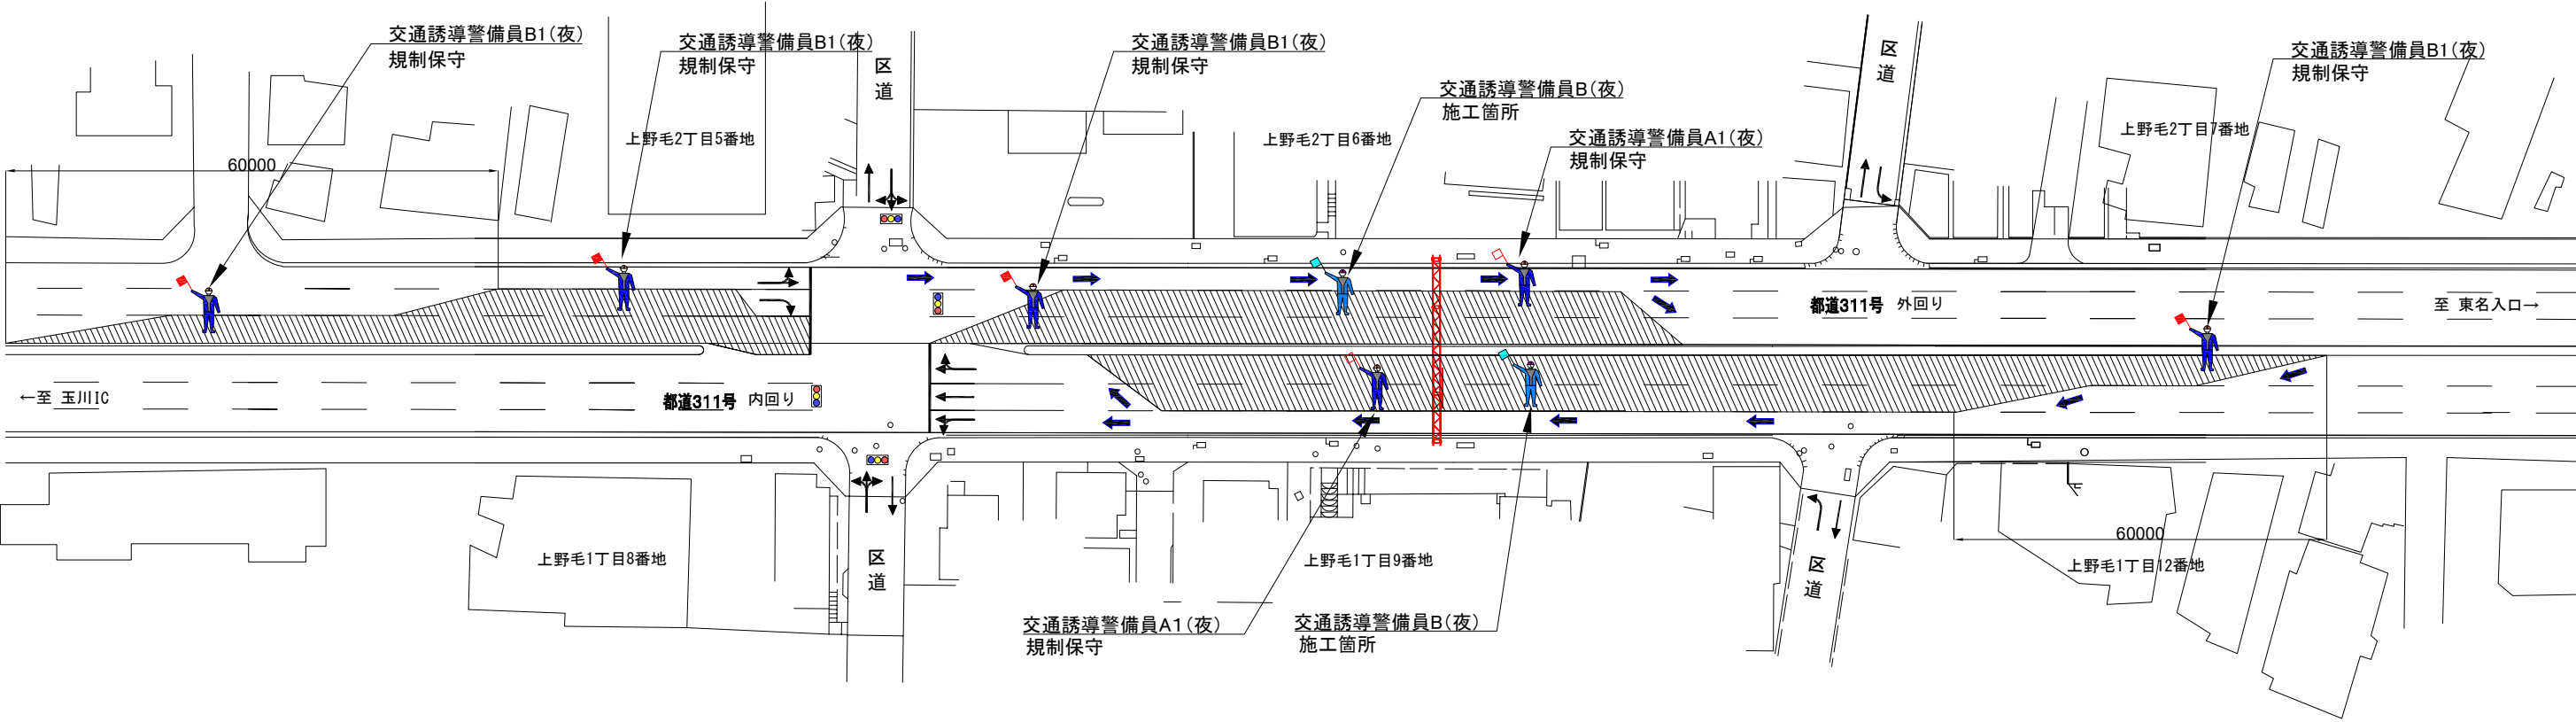 交通誘導警備員B1(夜)
規制保守
交通誘導警備員B1(夜)
規制保守
区道
交通誘導警備員B1(夜)
規制保守
交通誘導警備員B(夜)
施工箇所
交通誘導警備員A1(夜)
規制保守
区道
交通誘導警備員B1(夜)
規制保守
上野毛2丁目5番地
上野毛2丁目6番地
上野毛2丁目7番地
60000
都道311号 外回り
至 東名入口→
←至 玉川IC
都道311号 内回り
上野毛1丁目8番地
区道
上野毛1丁目9番地
区道
60000
上野毛1丁目12番地
交通誘導警備員A1(夜)
規制保守
交通誘導警備員B(夜)
施工箇所